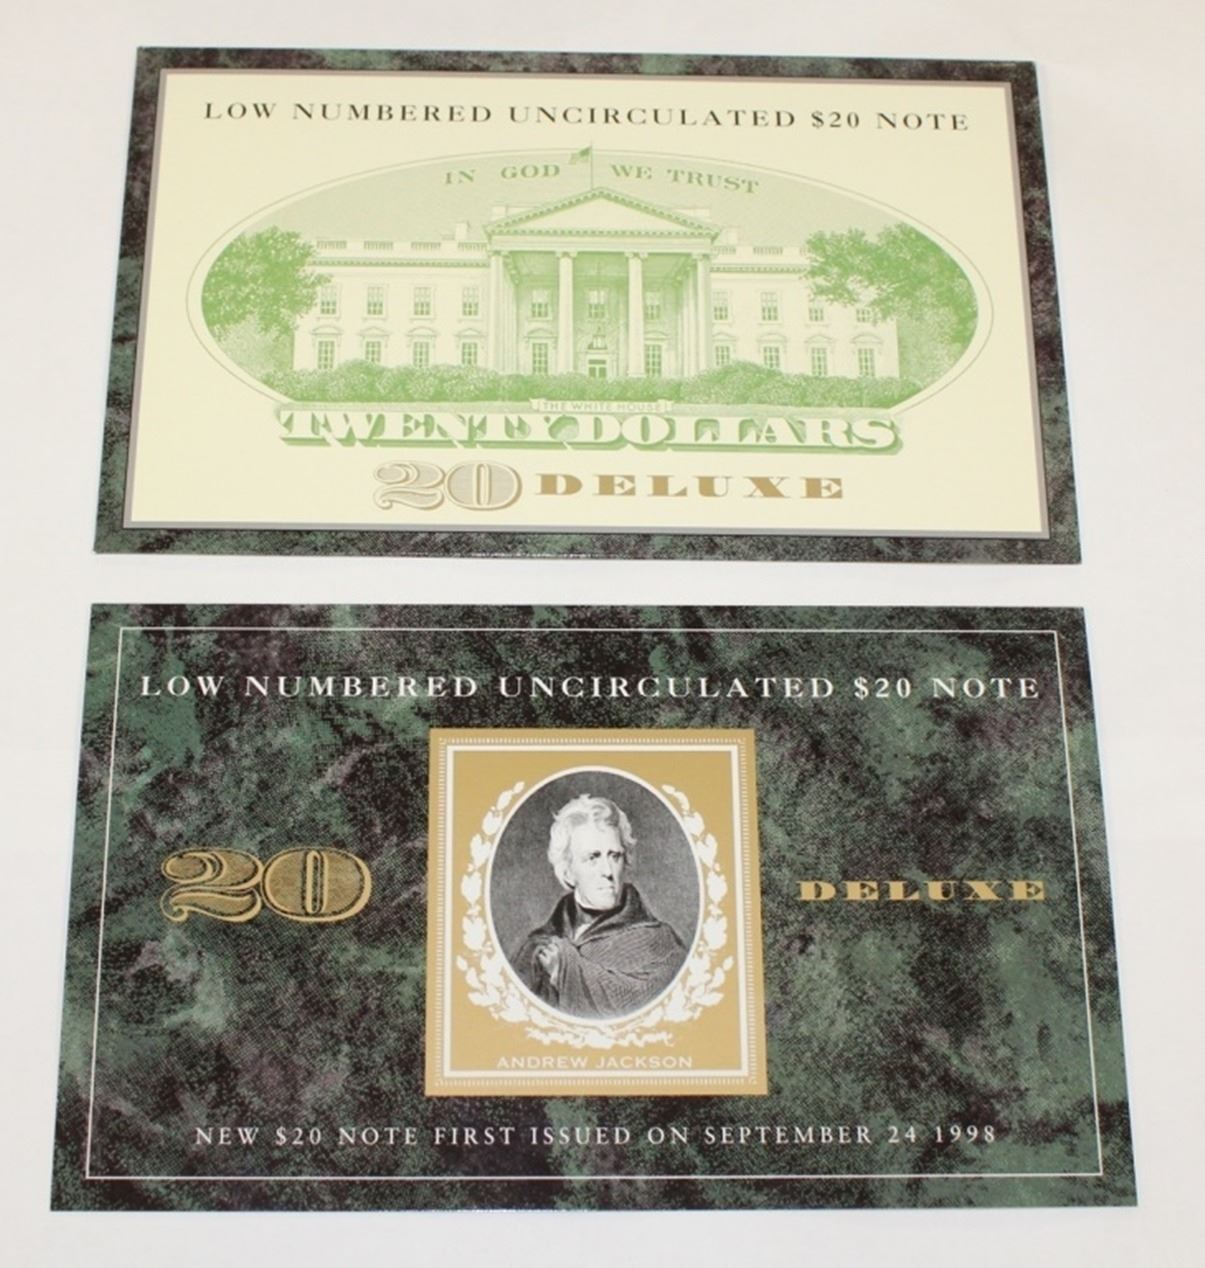 LOW NUMBERED UNCIRCULATED $20 NOTE
IN GOD WE TRUST
THE WHITE HOUSE
TWENTY DOLLARS
20 DELUXE
LOW NUMBERED UNCIRCULATED $20 NOTE
20 DELUXE
ANDREW JACKSON
NEW $20 NOTE FIRST ISSUED ON SEPTEMBER 24 1998